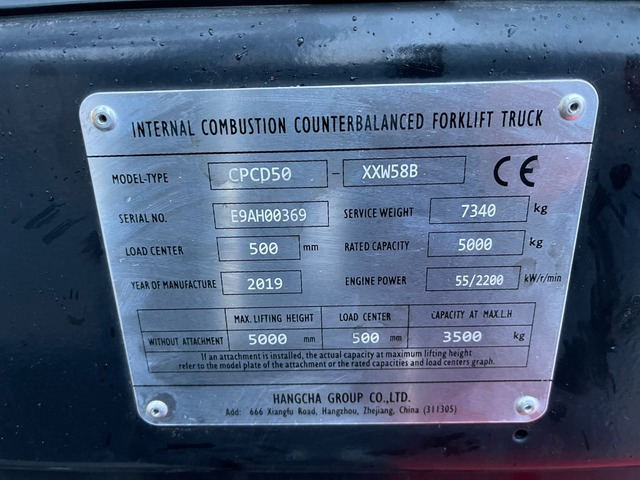 INTERNAL COMBUSTION COUNTERBALANCED FORKLIFT TRUCK
MODEL-TYPE CPCD50 - XXW58B CE
SERIAL NO. E9AH00369 SERVICE WEIGHT 7340 kg
LOAD CENTER 500 mm RATED CAPACITY 5000 kg
YEAR OF MANUFACTURE 2019 ENGINE POWER 55/2200 kW/r/min
MAX. LIFTING HEIGHT LOAD CENTER CAPACITY AT MAX.L.H
WITHOUT ATTACHMENT 5000 mm 500 mm 3500 kg
If an attachment is installed, the actual capacity at maximum lifting height
refer to the model plate of the attachment or the rated capacities and load centers graph.
HANGCHA GROUP CO.,LTD.
Add: 666 Xiangfu Road, Hangzhou, Zhejiang, China (311305)